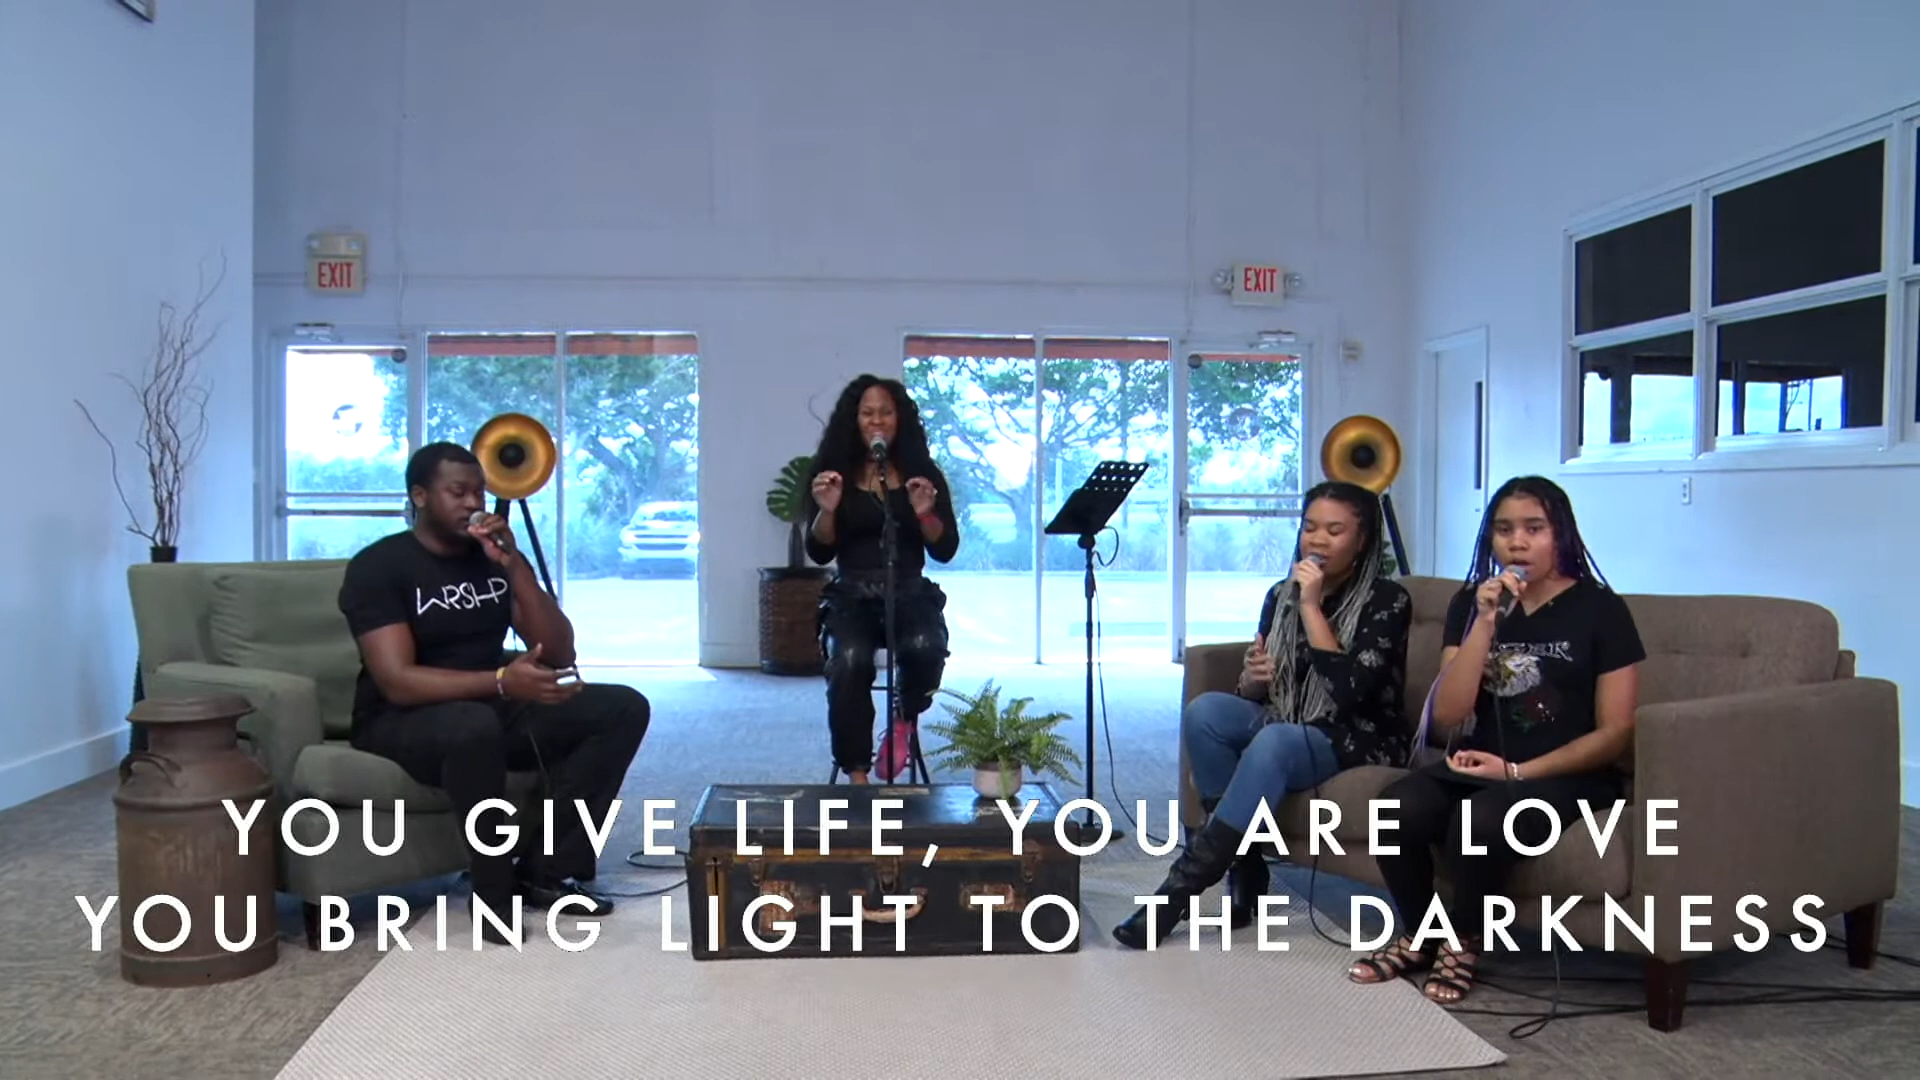 EXIT
EXIT
WRSHP
YOU GIVE LIFE, YOU ARE LOVE
YOU BRING LIGHT TO THE DARKNESS